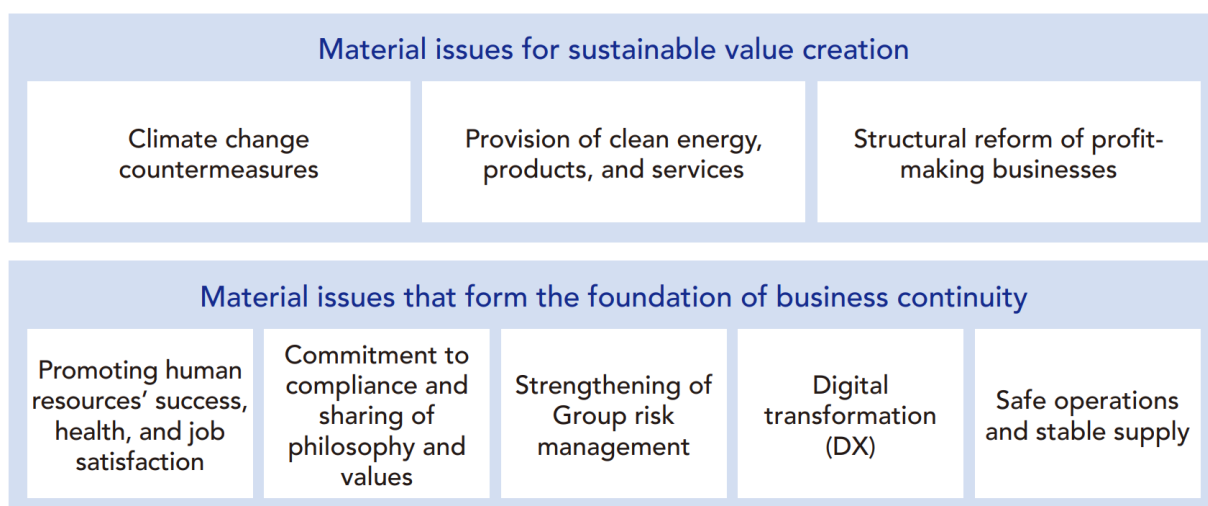 Material issues for sustainable value creation
Climate change
countermeasures
Provision of clean energy,
products, and services
Structural reform of profit-
making businesses
Material issues that form the foundation of business continuity
Promoting human
resources’ success,
health, and job
satisfaction
Commitment to
compliance and
sharing of
philosophy and
values
Strengthening of
Group risk
management
Digital
transformation
(DX)
Safe operations
and stable supply